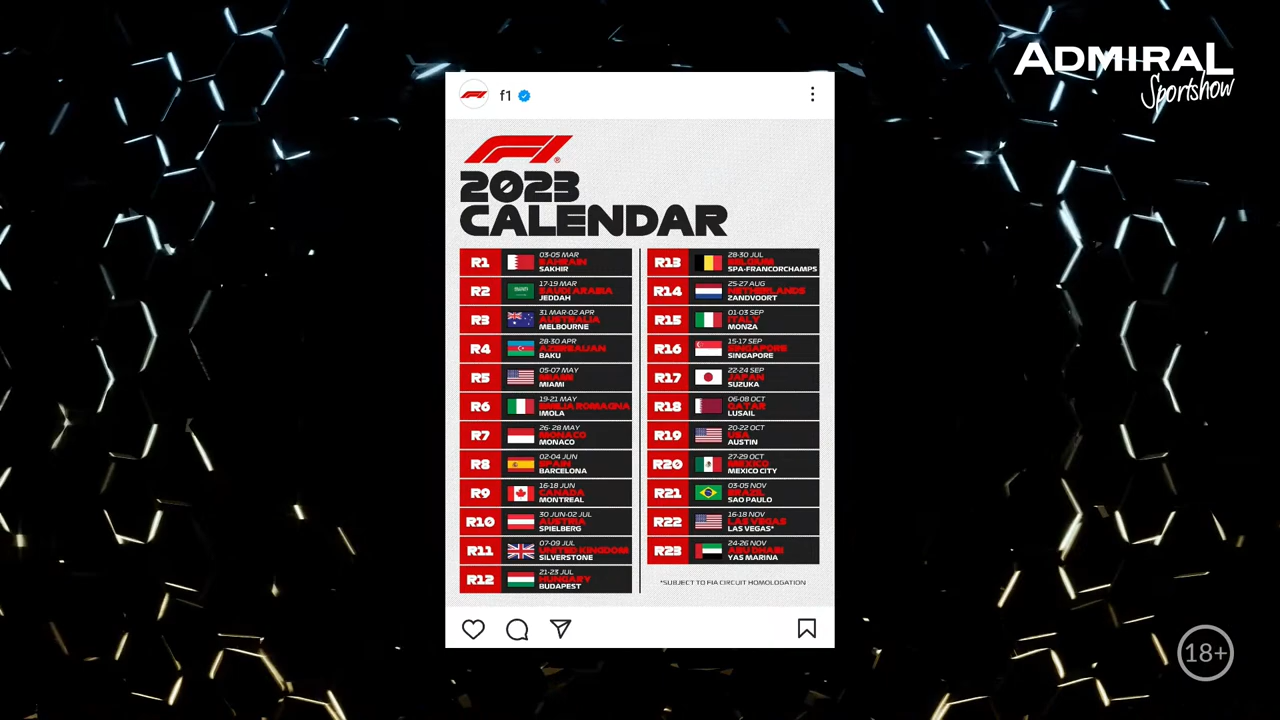 ADMIRAL
Sportshow
f1
F1
2023
CALENDAR
R1
03-05 MAR
BAHRAIN
SAKHIR
R2
17-19 MAR
SAUDI ARABIA
JEDDAH
R3
31 MAR-02 APR
AUSTRALIA
MELBOURNE
R4
28-30 APR
AZERBAIJAN
BAKU
R5
05-07 MAY
MIAMI
MIAMI
R6
19-21 MAY
EMILIA ROMAGNA
IMOLA
R7
26-28 MAY
MONACO
MONACO
R8
02-04 JUN
SPAIN
BARCELONA
R9
16-18 JUN
CANADA
MONTREAL
R10
30 JUN-02 JUL
AUSTRIA
SPIELBERG
R11
07-09 JUL
UNITED KINGDOM
SILVERSTONE
R12
21-23 JUL
HUNGARY
BUDAPEST
R13
28-30 JUL
BELGIUM
SPA-FRANCORCHAMPS
R14
25-27 AUG
NETHERLANDS
ZANDVOORT
R15
01-03 SEP
ITALY
MONZA
R16
15-17 SEP
SINGAPORE
SINGAPORE
R17
22-24 SEP
JAPAN
SUZUKA
R18
06-08 OCT
QATAR
LUSAIL
R19
20-22 OCT
USA
AUSTIN
R20
27-29 OCT
MEXICO
MEXICO CITY
R21
03-05 NOV
BRAZIL
SAO PAULO
R22
16-18 NOV
LAS VEGAS
LAS VEGAS*
R23
24-26 NOV
ABU DHABI
YAS MARINA
*SUBJECT TO FIA CIRCUIT HOMOLOGATION
18+